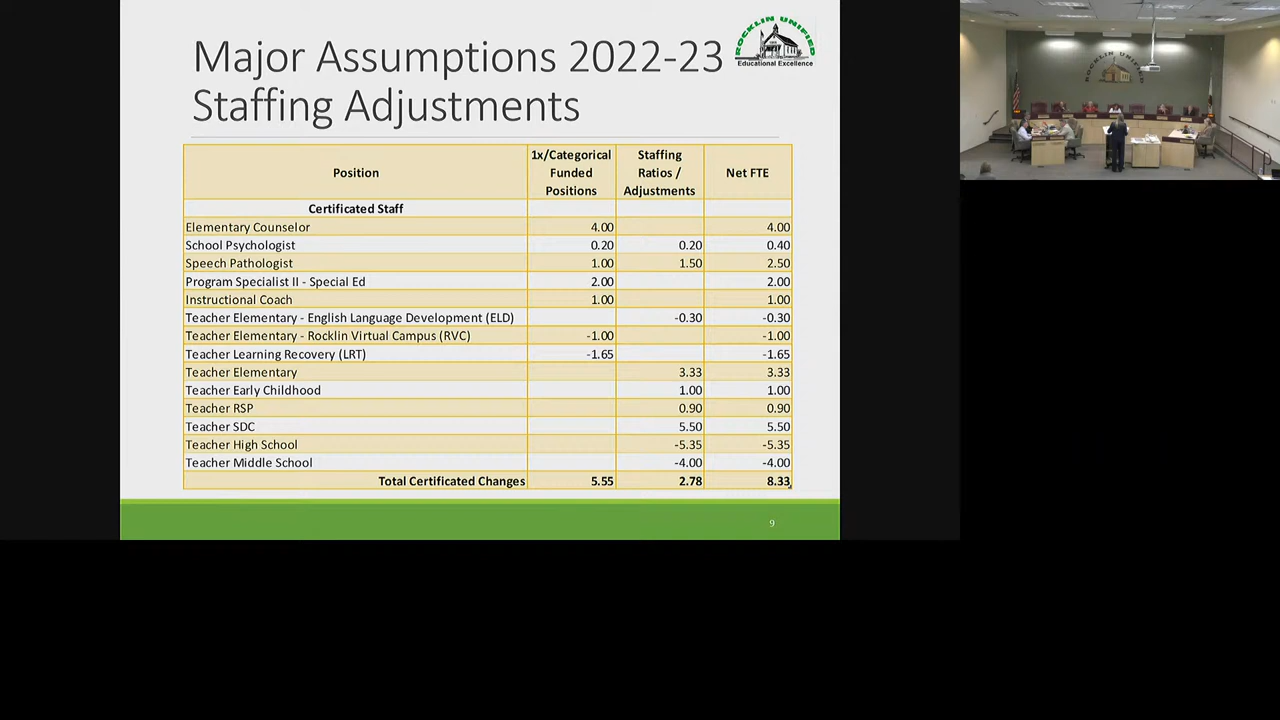 Major Assumptions 2022-23
Staffing Adjustments
ROCKLIN UNIFIED
Educational Excellence
Position 1x/Categorical Funded Positions Staffing Ratios / Adjustments Net FTE
Certificated Staff
Elementary Counselor 4.00 4.00
School Psychologist 0.20 0.20 0.40
Speech Pathologist 1.00 1.50 2.50
Program Specialist II - Special Ed 2.00 2.00
Instructional Coach 1.00 1.00
Teacher Elementary - English Language Development (ELD) -0.30 -0.30
Teacher Elementary - Rocklin Virtual Campus (RVC) -1.00 -1.00
Teacher Learning Recovery (LRT) -1.65 -1.65
Teacher Elementary 3.33 3.33
Teacher Early Childhood 1.00 1.00
Teacher RSP 0.90 0.90
Teacher SDC 5.50 5.50
Teacher High School -5.35 -5.35
Teacher Middle School -4.00 -4.00
Total Certificated Changes 5.55 2.78 8.33
9
ROCKLIN UNIFIED